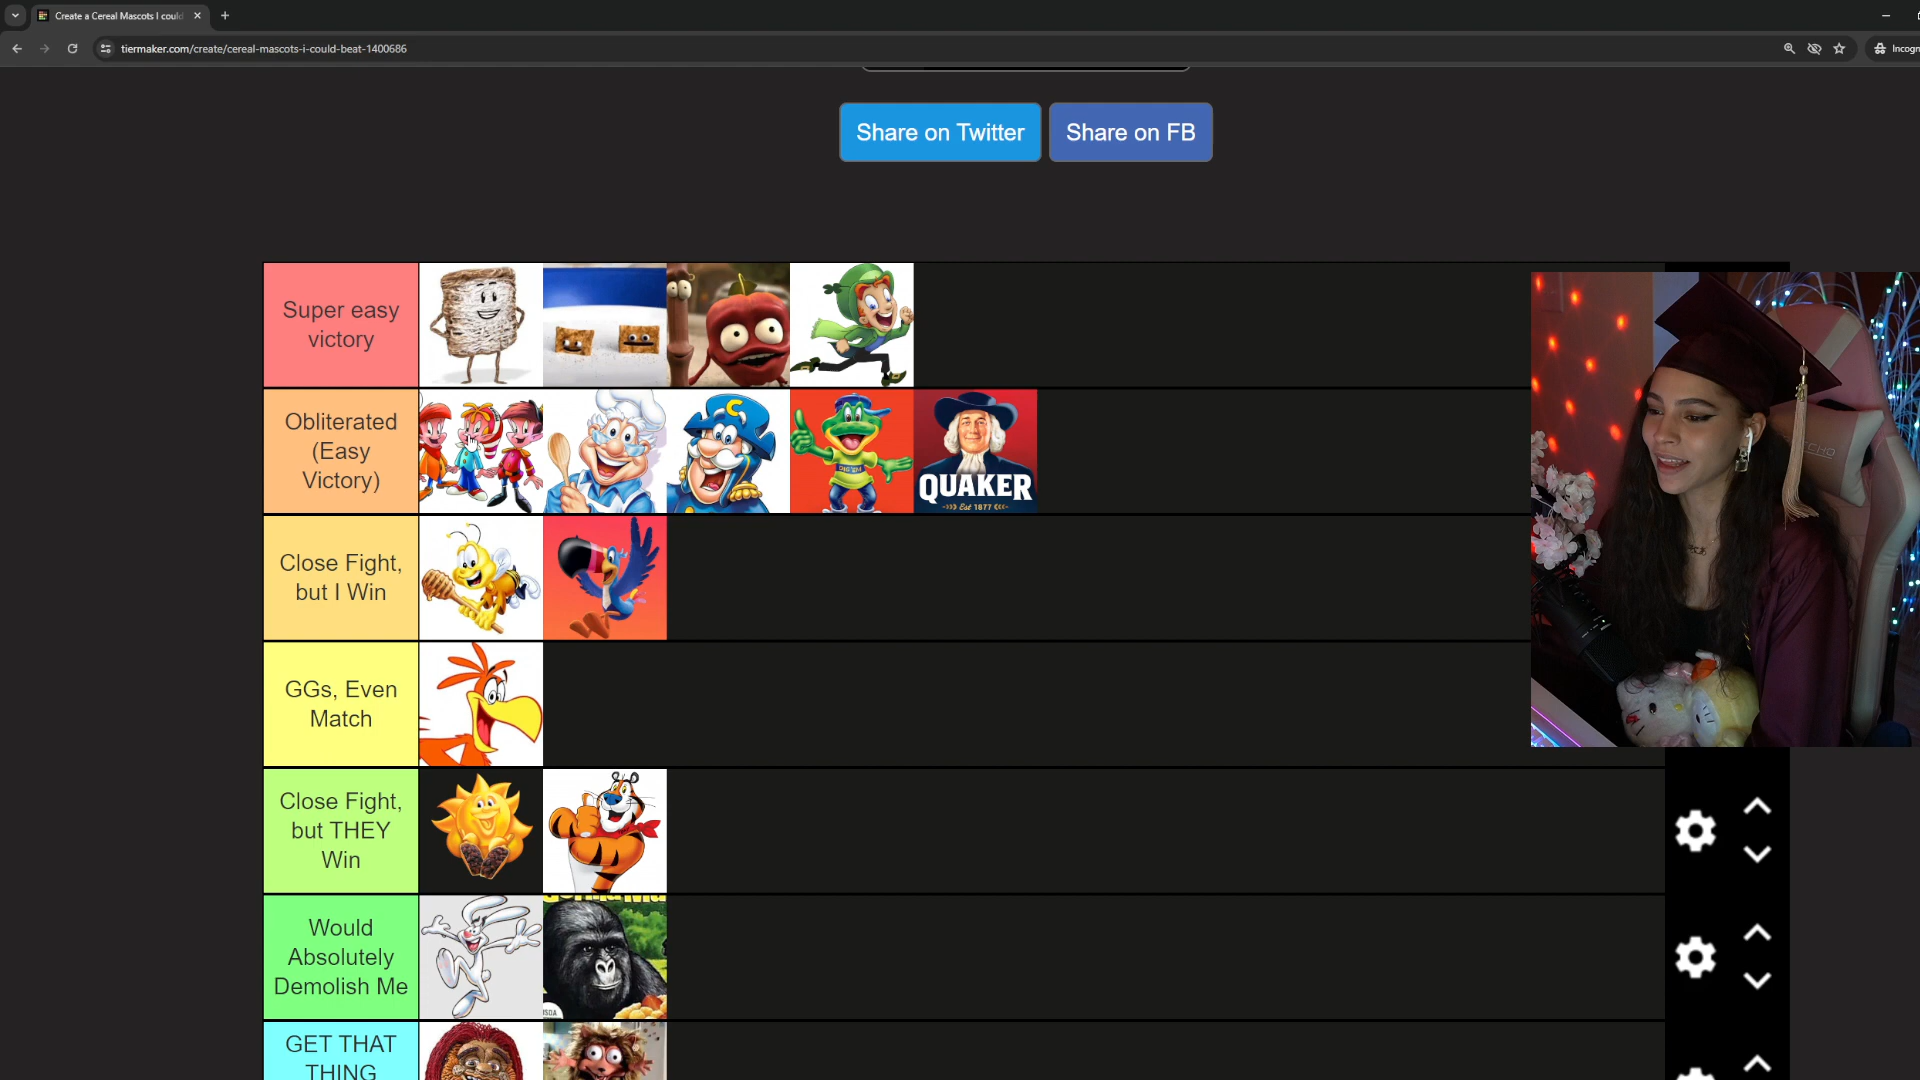 Create a Cereal Mascots I could
tiermaker.com/create/cereal-mascots-i-could-beat-1400686
Share on Twitter
Share on FB
Super easy
victory
Obliterated
(Easy
Victory)
C
DIG'EM
QUAKER
Est 1877
Close Fight,
but I Win
GGs, Even
Match
Close Fight,
but THEY
Win
Would
Absolutely
Demolish Me
GET THAT
THING